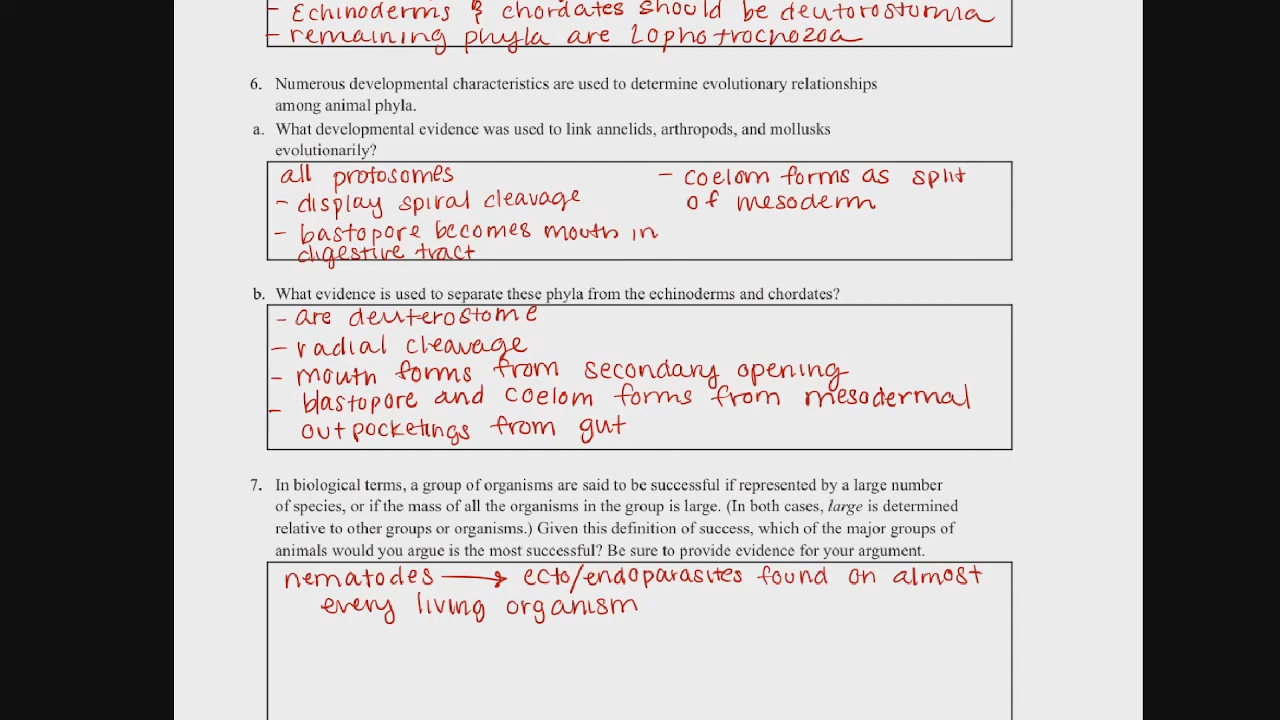 - Echinoderms & chordates should be deutorostomia
- remaining phyla are lophotrochozoa
6. Numerous developmental characteristics are used to determine evolutionary relationships
among animal phyla.
a. What developmental evidence was used to link annelids, arthropods, and mollusks
evolutionarily?
all protosomes
- display spiral cleavage
- bastopore becomes mouth in
digestive tract
- coelom forms as split
of mesoderm
b. What evidence is used to separate these phyla from the echinoderms and chordates?
- are deuterostome
- radial cleavage
- mouth forms from secondary opening
- blastopore and coelom forms from mesodermal
outpocketings from gut
7. In biological terms, a group of organisms are said to be successful if represented by a large number
of species, or if the mass of all the organisms in the group is large. (In both cases, large is determined
relative to other groups or organisms.) Given this definition of success, which of the major groups of
animals would you argue is the most successful? Be sure to provide evidence for your argument.
nematodes → ecto/endoparasites found on almost
every living organism